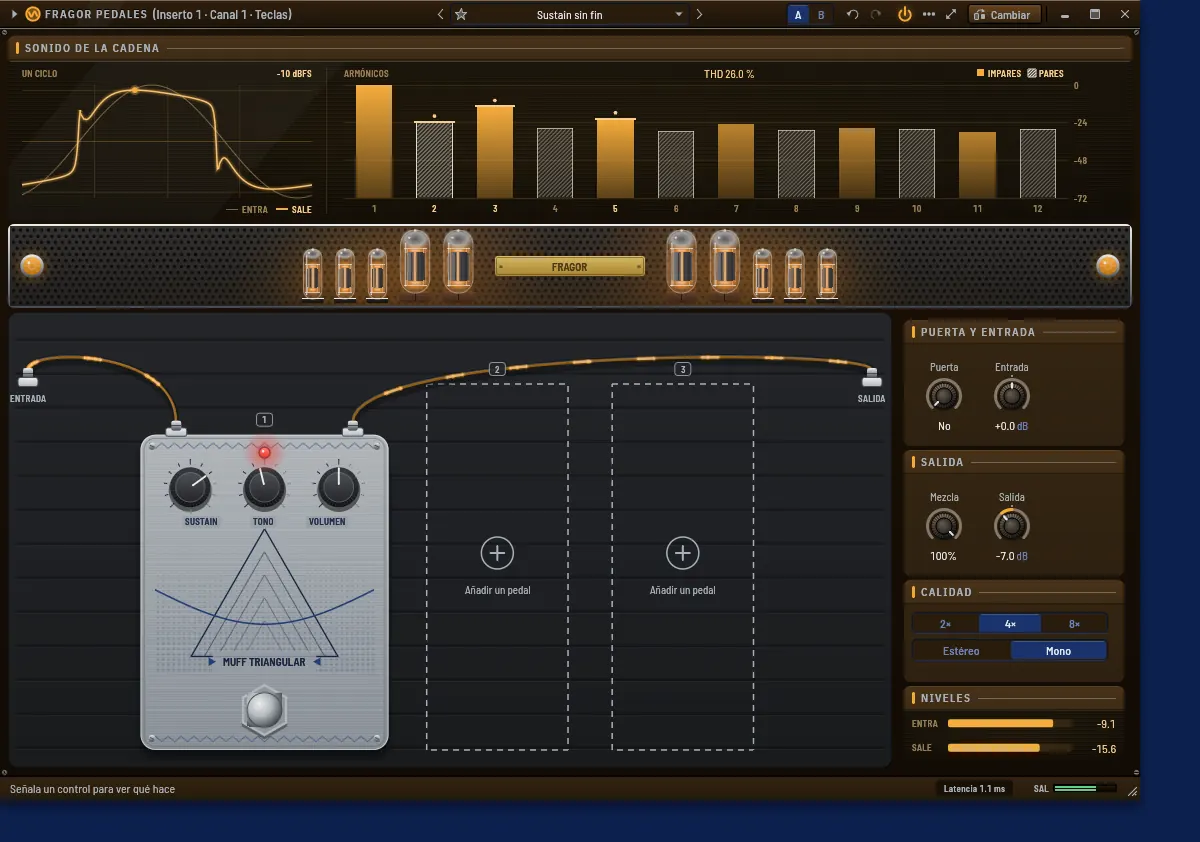 FRAGOR PEDALES (Inserto 1 · Canal 1 · Teclas)
Sustain sin fin
A B
Cambiar
SONIDO DE LA CADENA
UN CICLO
-10 dBFS
ENTRA
SALE
ARMÓNICOS
THD 26.0 %
IMPARES
PARES
0
-24
-48
-72
1 2 3 4 5 6 7 8 9 10 11 12
FRAGOR
ENTRADA
SALIDA
1
2
3
SUSTAIN
TONO
VOLUMEN
MUFF TRIANGULAR
Añadir un pedal
Añadir un pedal
PUERTA Y ENTRADA
Puerta
Entrada
No
+0.0 dB
SALIDA
Mezcla
Salida
100%
-7.0 dB
CALIDAD
2× 4× 8×
Estéreo
Mono
NIVELES
ENTRA
-9.1
SALE
-15.6
Señala un control para ver qué hace
Latencia 1.1 ms
SAL